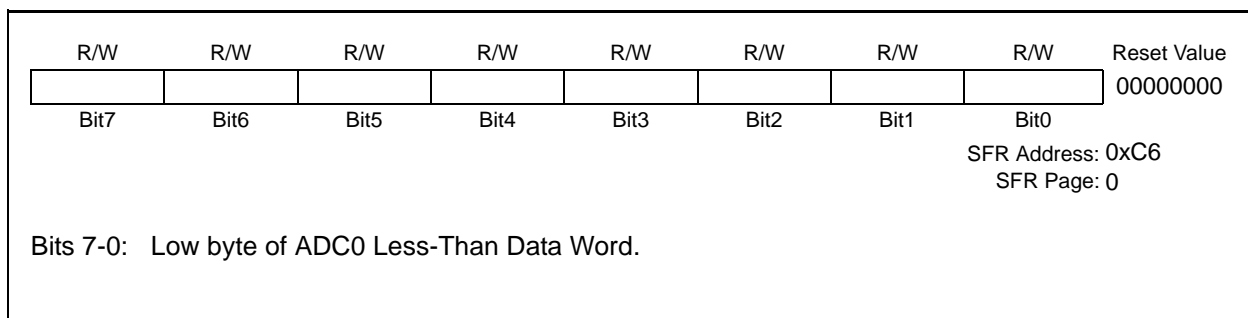 R/W R/W R/W R/W R/W R/W R/W R/W Reset Value
00000000
Bit7 Bit6 Bit5 Bit4 Bit3 Bit2 Bit1 Bit0
SFR Address: 0xC6
SFR Page: 0
Bits 7-0: Low byte of ADC0 Less-Than Data Word.